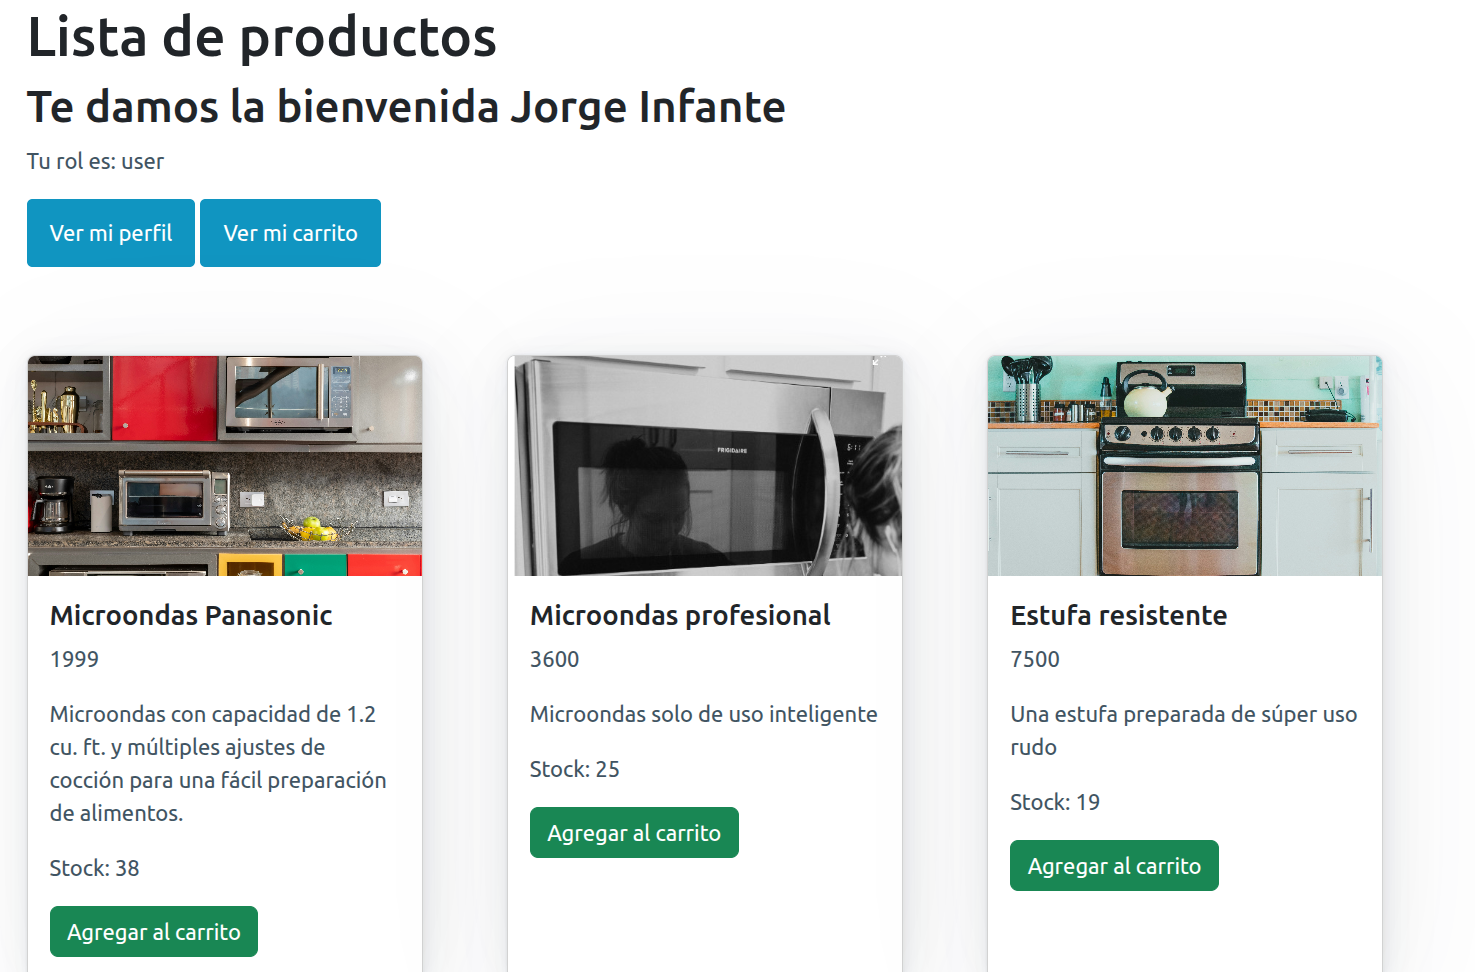 Lista de productos
Te damos la bienvenida Jorge Infante
Tu rol es: user
Ver mi perfil
Ver mi carrito
FRIGIDAIRE
Microondas Panasonic
1999
Microondas con capacidad de 1.2
cu. ft. y múltiples ajustes de
cocción para una fácil preparación
de alimentos.
Stock: 38
Agregar al carrito
Microondas profesional
3600
Microondas solo de uso inteligente
Stock: 25
Agregar al carrito
Estufa resistente
7500
Una estufa preparada de súper uso
rudo
Stock: 19
Agregar al carrito